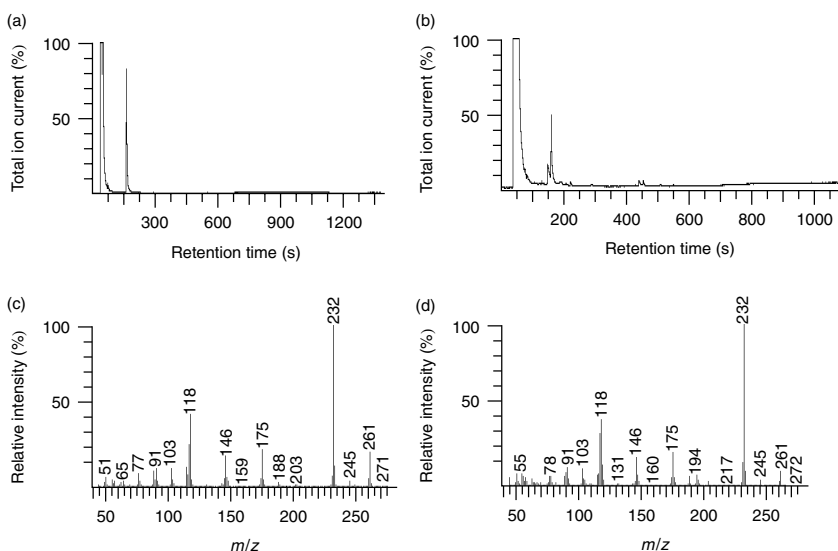 (a)
Total ion current (%)
100
50
300 600 900 1200
Retention time (s)
(b)
Total ion current (%)
100
50
200 400 600 800 1000
Retention time (s)
(c)
Relative intensity (%)
100
50
51 65 77 91 103 118 146 159 175 188 203 232 245 261 271
50 100 150 200 250
m/z
(d)
Relative intensity (%)
100
50
55 78 91 103 118 131 146 160 175 194 217 232 245 261 272
50 100 150 200 250
m/z